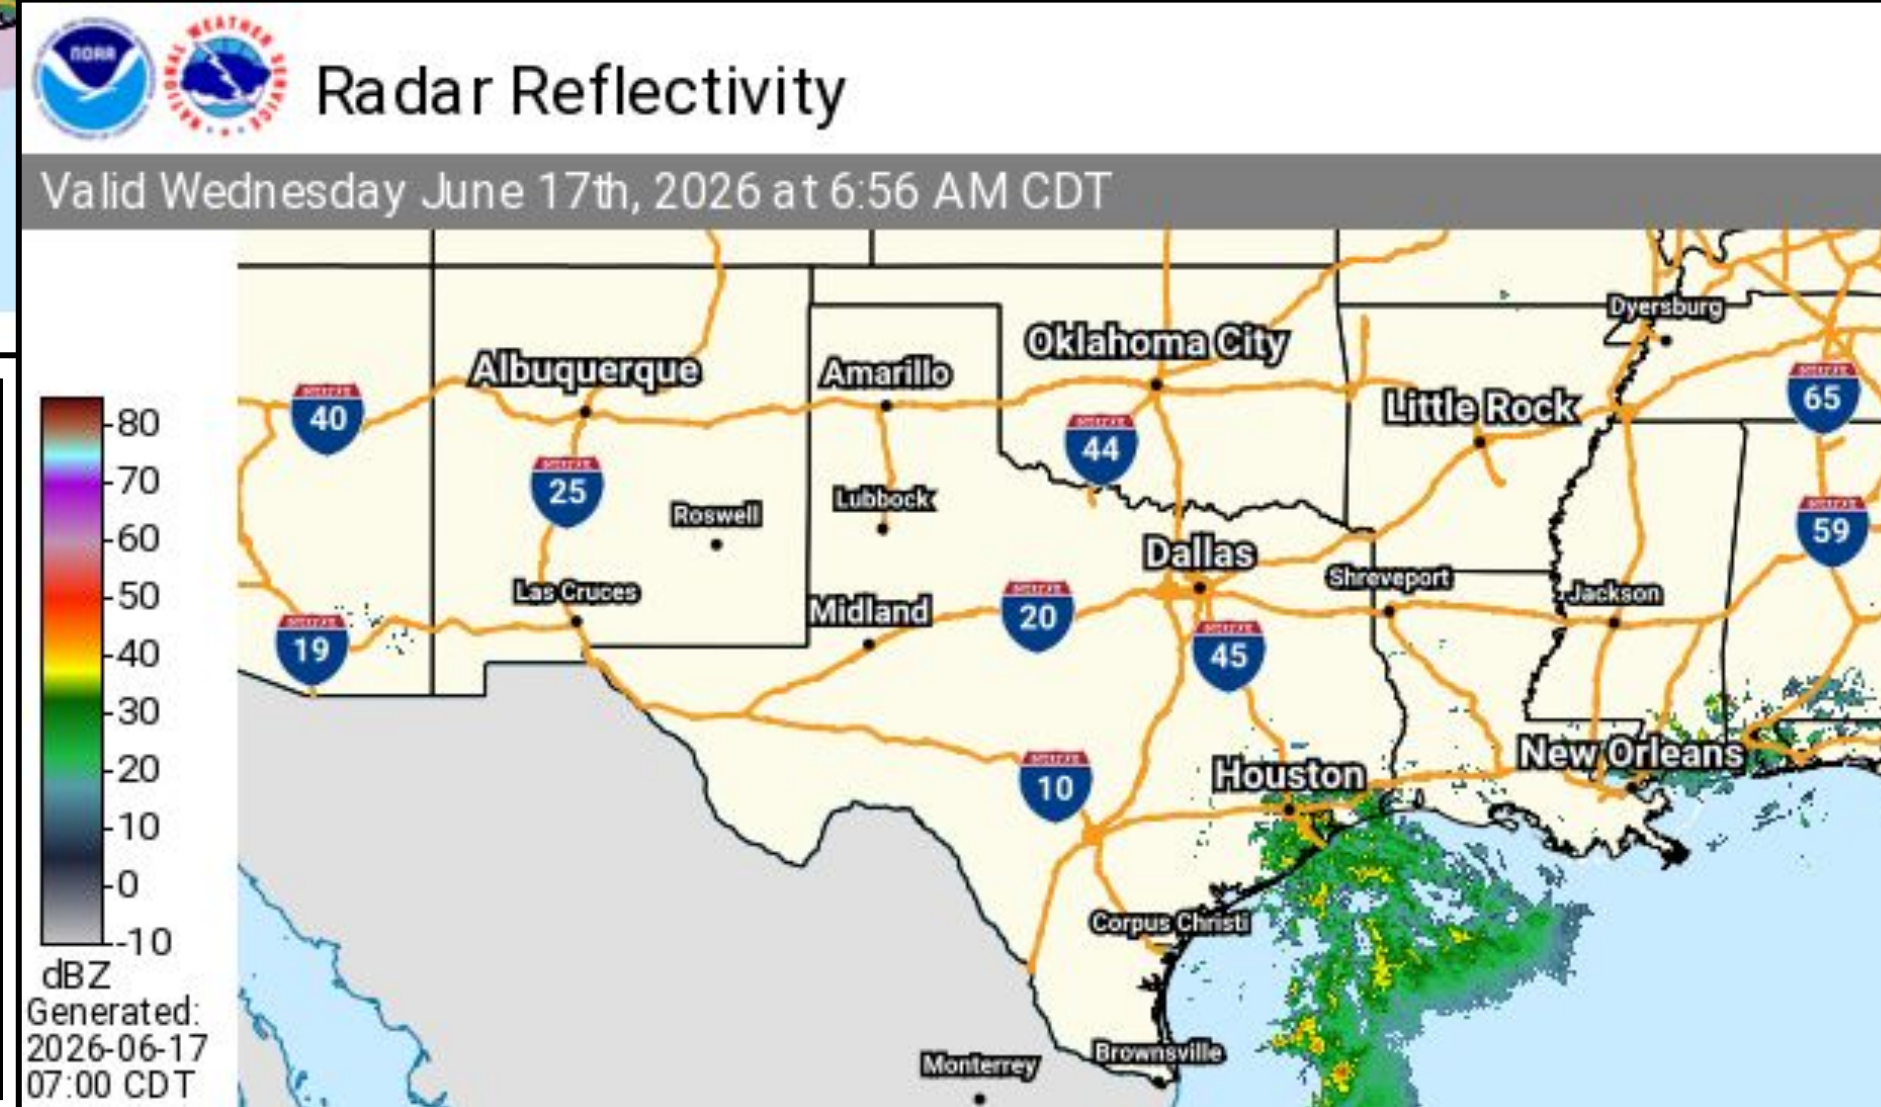 NOAA
NATIONAL WEATHER SERVICE
Radar Reflectivity
Valid Wednesday June 17th, 2026 at 6:56 AM CDT
Dyersburg
Oklahoma City
Albuquerque
Amarillo
40
65
Little Rock
44
25
Lubbock
Roswell
59
Dallas
Shreveport
Las Cruces
Jackson
Midland
20
19
45
New Orleans
Houston
10
Corpus Christi
Brownsville
Monterrey
80
70
60
50
40
30
20
10
0
-10
dBZ
Generated:
2026-06-17
07:00 CDT